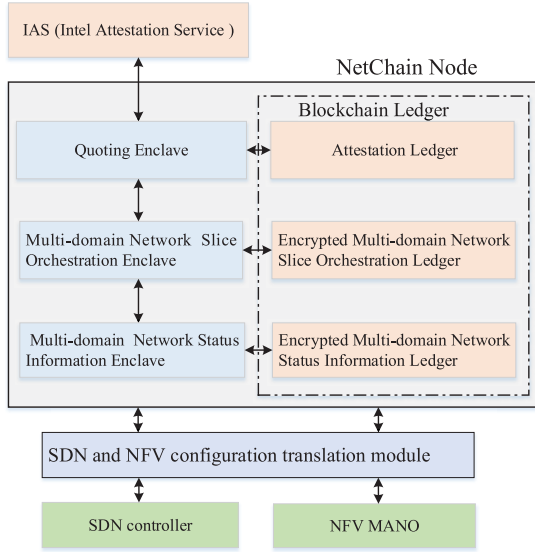 IAS (Intel Attestation Service )
NetChain Node
Blockchain Ledger
Quoting Enclave
Attestation Ledger
Multi-domain Network Slice
Orchestration Enclave
Encrypted Multi-domain Network
Slice Orchestration Ledger
Multi-domain Network Status
Information Enclave
Encrypted Multi-domain Network
Status Information Ledger
SDN and NFV configuration translation module
SDN controller
NFV MANO